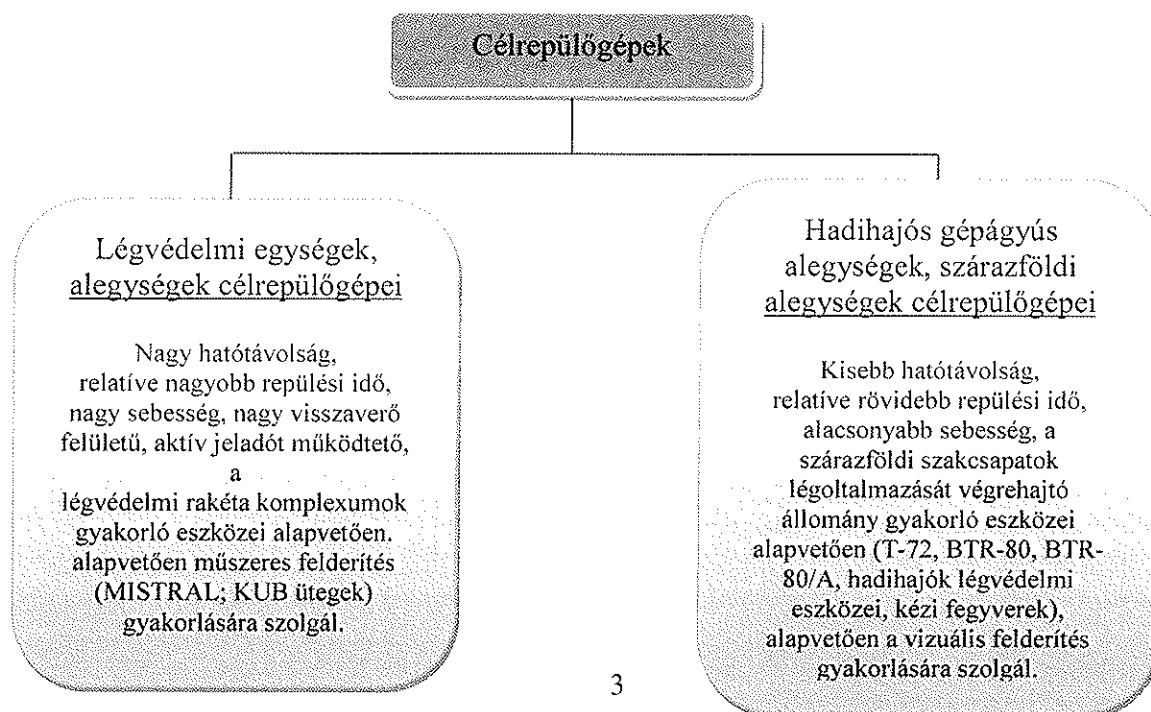 Célrepülőgépek
Légvédelmi egységek,
alegységek célrepülőgépei
Nagy hatótávolság,
relatíve nagyobb repülési idő,
nagy sebesség, nagy visszaverő
felületű, aktív jeladót működtető,
a
légvédelmi rakéta komplexumok
gyakorló eszközei alapvetően.
alapvetően műszeres felderítés
(MISTRAL; KUB ütegek)
gyakorlására szolgál.
Hadihajós gépágyús
alegységek, szárazföldi
alegységek célrepülőgépei
Kisebb hatótávolság,
relatíve rövidebb repülési idő,
alacsonyabb sebesség, a
szárazföldi szakcsapatok
légoltalmazását végrehajtó
állomány gyakorló eszközei
alapvetően (T-72, BTR-80, BTR-
80/A, hadihajók légvédelmi
eszközei, kézi fegyverek),
alapvetően a vizuális felderítés
gyakorlására szolgál.
3